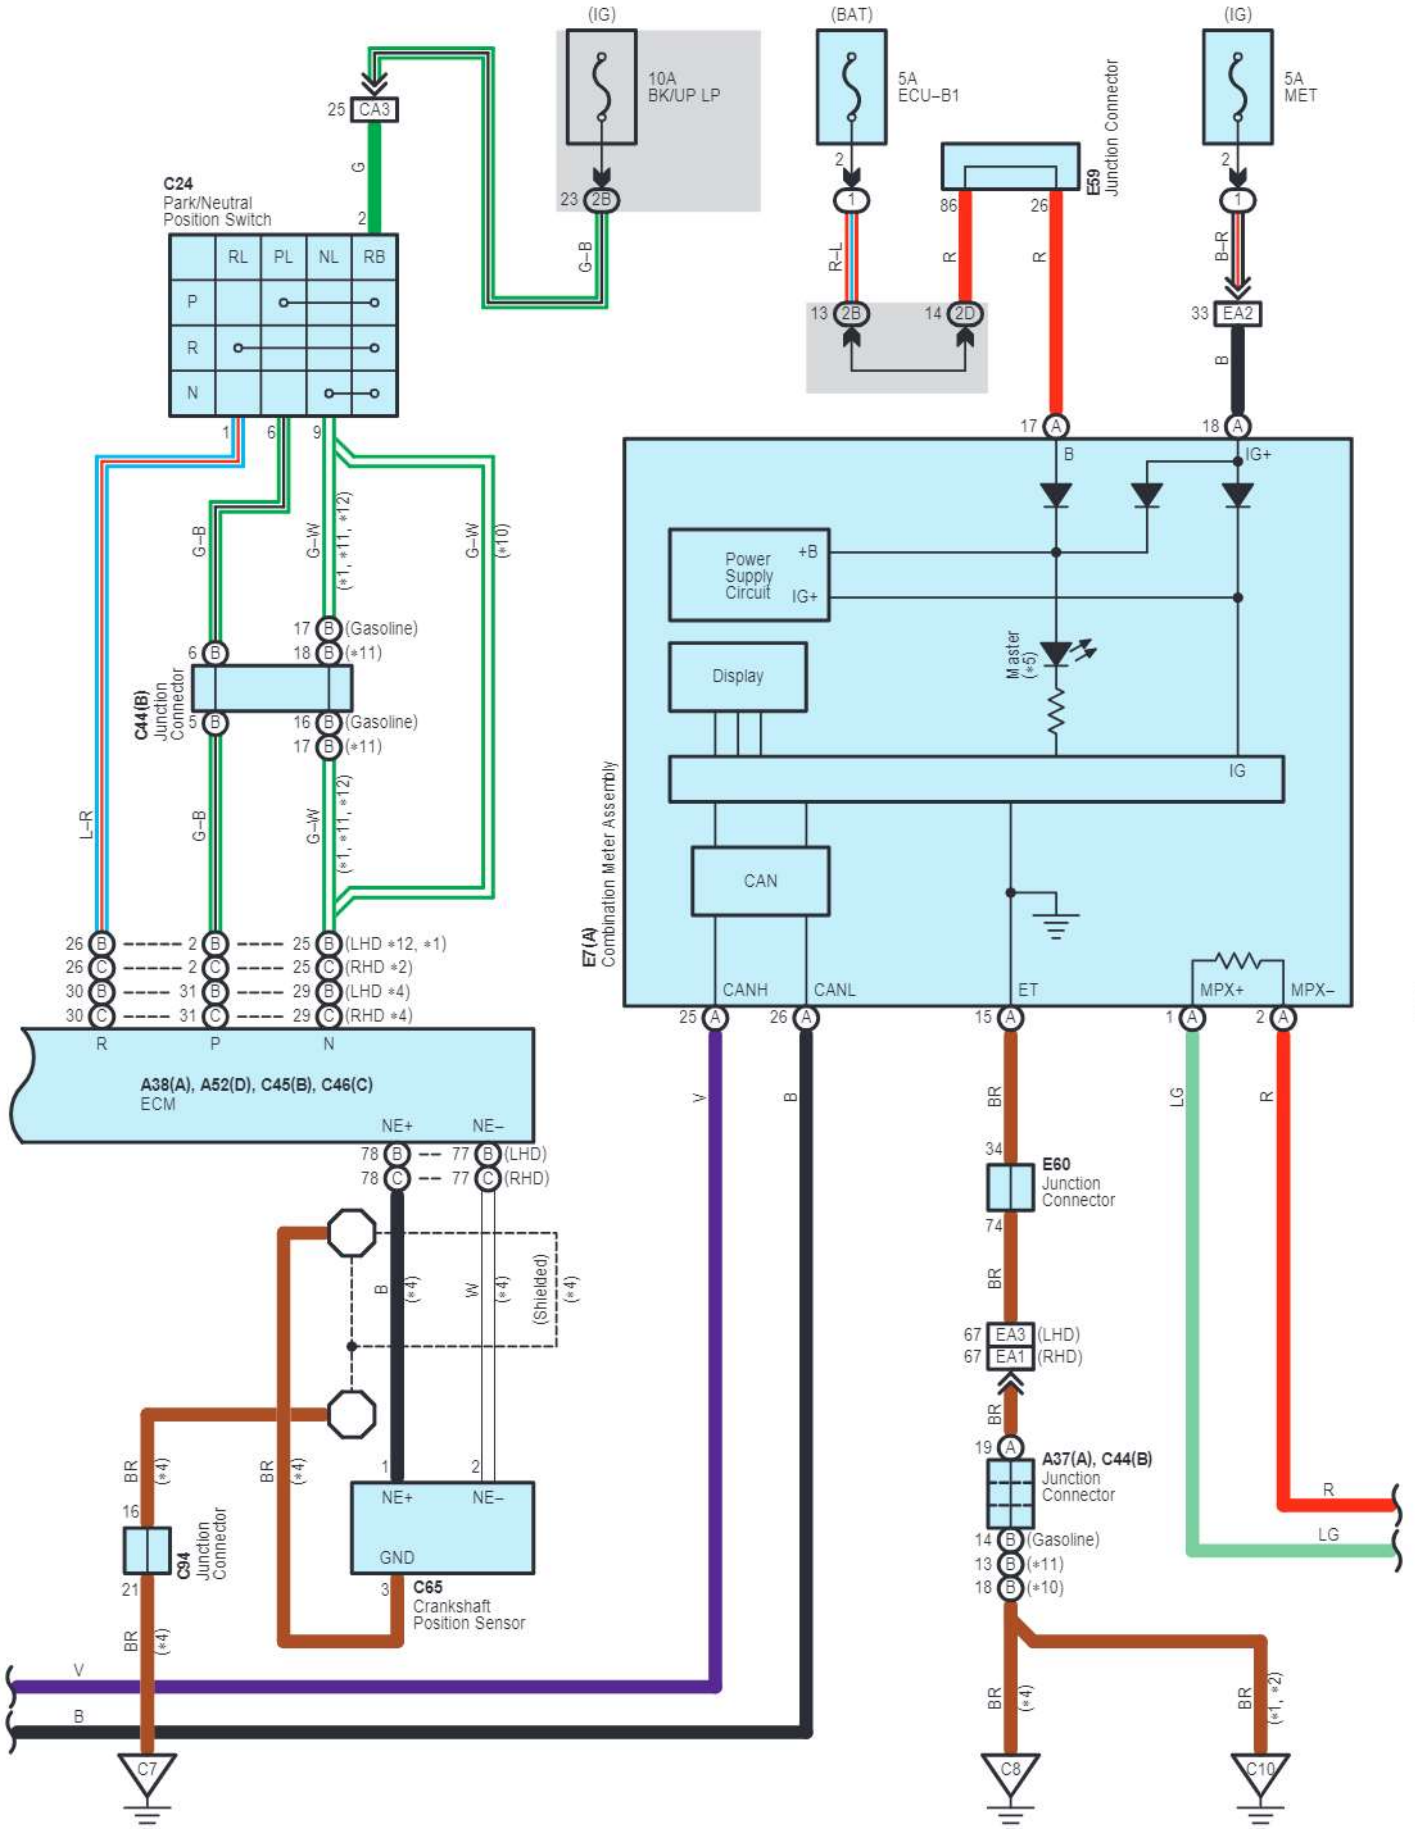 (IG)
(BAT)
(IG)
10A
BK/UP LP
5A
ECU–B1
5A
MET
Junction Connector
E59
25 CA3
2
2
G
23 2B
1
86
26
1
C24
Park/Neutral
Position Switch
2
G–B
R–L
R
R
B–R
RL PL NL RB
P
R
N
13 2B
14 2D
33 EA2
B
1
6
9
17 A
18 A
B
IG+
G–B
G–W
(*1, *11, *12)
G–W
(*10)
Power
Supply
Circuit
+B
IG+
17 B (Gasoline)
6 B
18 B (*11)
Master
(*5)
Display
C44(B)
Junction
Connector
5 B
16 B (Gasoline)
17 B (*11)
IG
L–R
G–B
G–W
(*1, *11, *12)
E7(A)
Combination Meter Assembly
CAN
26 B 2 B 25 B (LHD *12, *1)
26 C 2 C 25 C (RHD *2)
30 B 31 B 29 B (LHD *4)
30 C 31 C 29 C (RHD *4)
CANH
CANL
ET
MPX+
MPX–
25 A
26 A
15 A
1 A
2 A
R
P
N
A38(A), A52(D), C45(B), C46(C)
ECM
NE+
NE–
V
B
BR
LG
R
78 B 77 B (LHD)
78 C 77 C (RHD)
34
E60
Junction
Connector
74
B
(*4)
W
(*4)
(Shielded)
(*4)
BR
67 EA3 (LHD)
67 EA1 (RHD)
BR
19 A
A37(A), C44(B)
Junction
Connector
BR
(*4)
BR
(*4)
1
2
NE+
NE–
R
16
C94
Junction
Connector
14 B (Gasoline)
LG
GND
13 B (*11)
21
3
C65
Crankshaft
Position Sensor
18 B (*10)
BR
(*4)
V
B
BR
(*4)
BR
(*1, *2)
C7
C8
C10